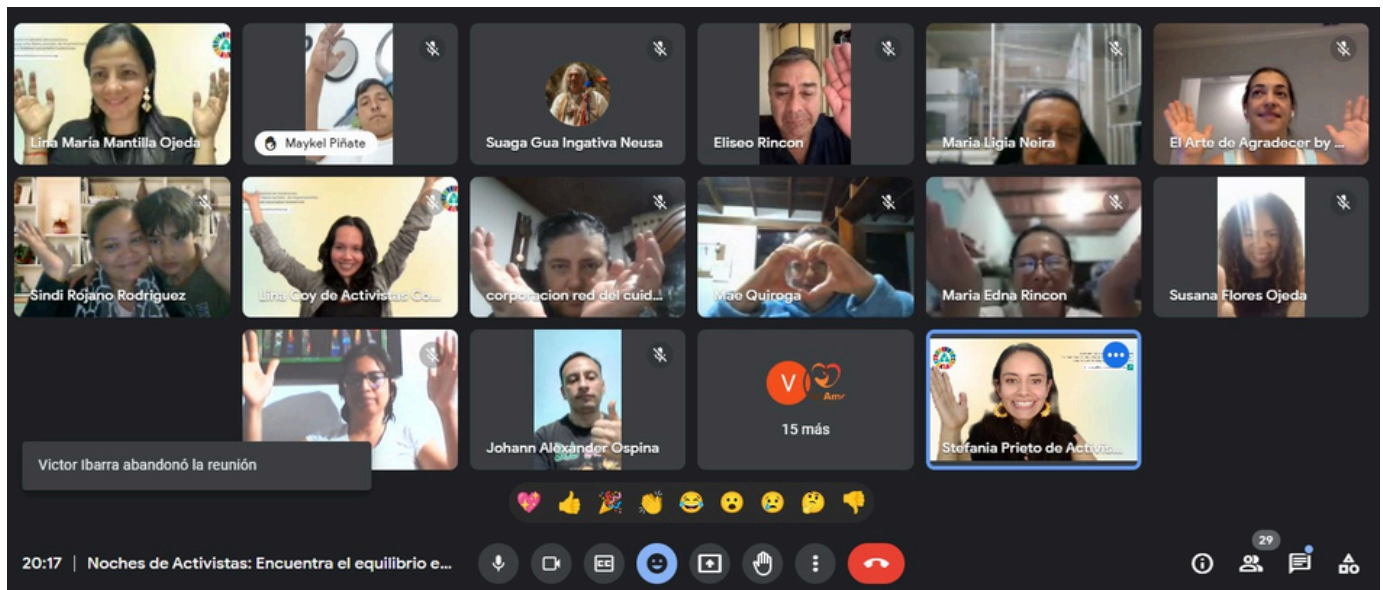 Lina María Mantilla Ojeda
Maykel Piñate
Suaga Gua Ingativa Neusa
Eliseo Rincon
Maria Ligia Neira
El Arte de Agradecer by ...
Sindi Rojano Rodriguez
Lina Coy de Activistas Co...
corporacion red del cuid...
Mae Quiroga
Maria Edna Rincon
Susana Flores Ojeda
Johann Alexánder Ospina
V
Amr
15 más
Stefania Prieto de Activis...
Victor Ibarra abandonó la reunión
20:17 | Noches de Activistas: Encuentra el equilibrio e...
CC
29